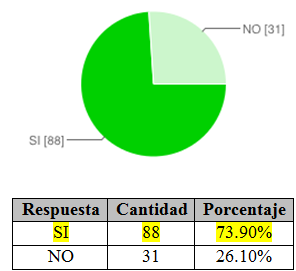 NO [31]
SI [88]
Respuesta Cantidad Porcentaje
SI 88 73.90%
NO 31 26.10%